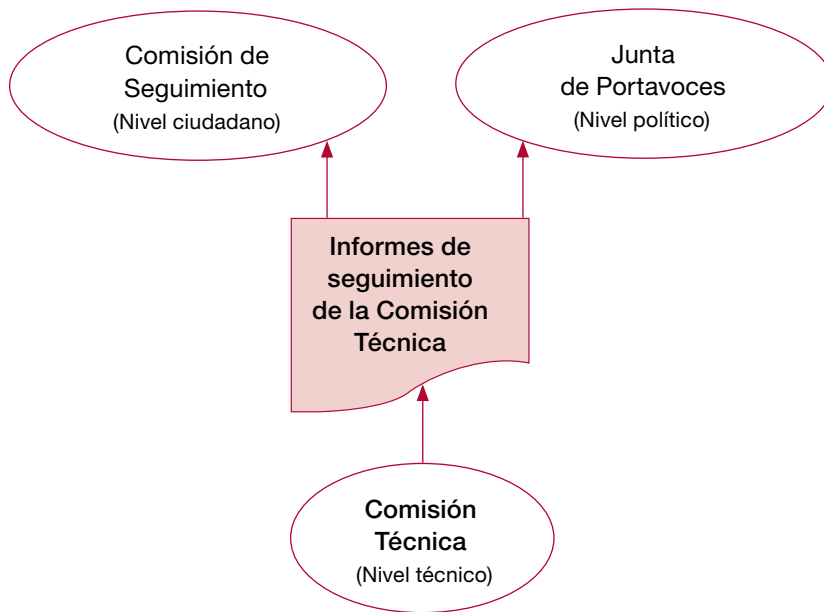 Comisión de
Seguimiento
(Nivel ciudadano)
Junta
de Portavoces
(Nivel político)
Informes de
seguimiento
de la Comisión
Técnica
Comisión
Técnica
(Nivel técnico)